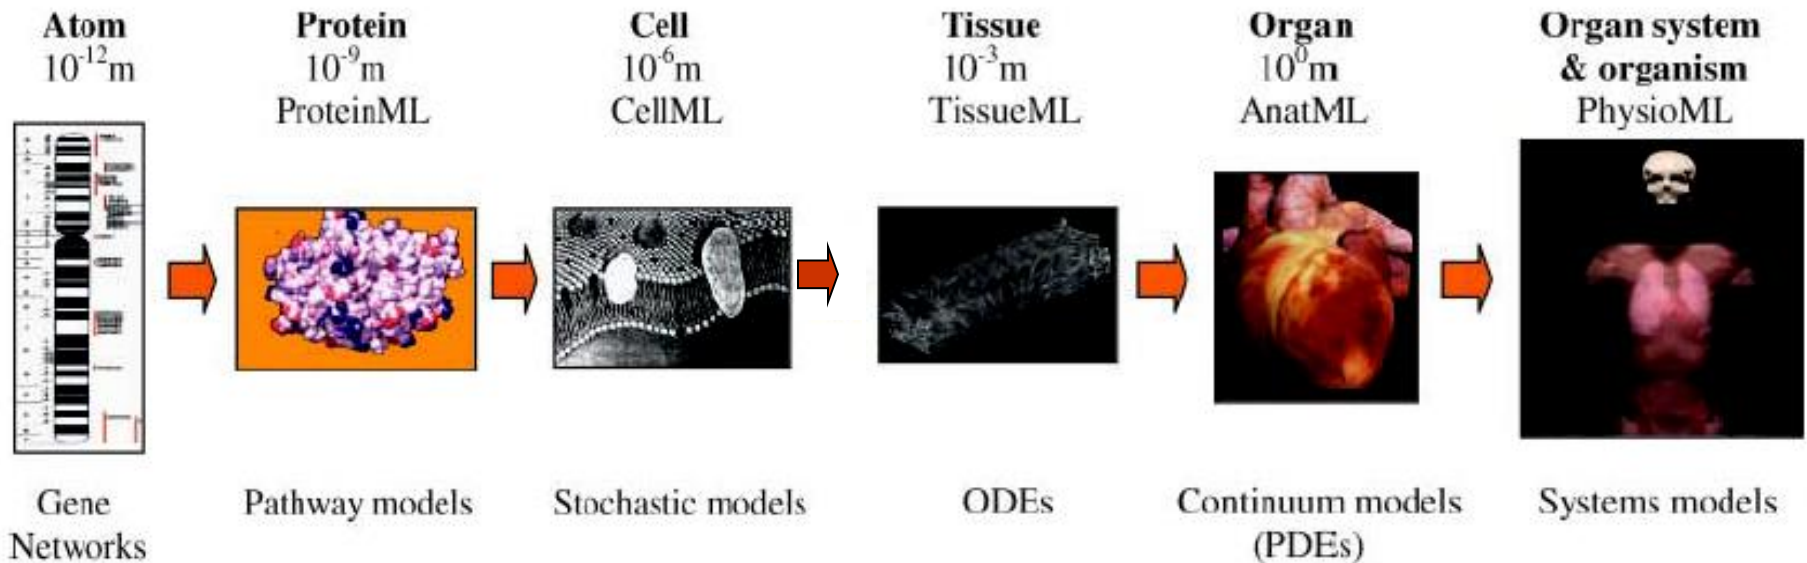 Atom
10⁻¹²m
Protein
10⁻⁹m
ProteinML
Cell
10⁻⁶m
CellML
Tissue
10⁻³m
TissueML
Organ
10⁰m
AnatML
Organ system
& organism
PhysioML
Gene
Networks
Pathway models
Stochastic models
ODEs
Continuum models
(PDEs)
Systems models